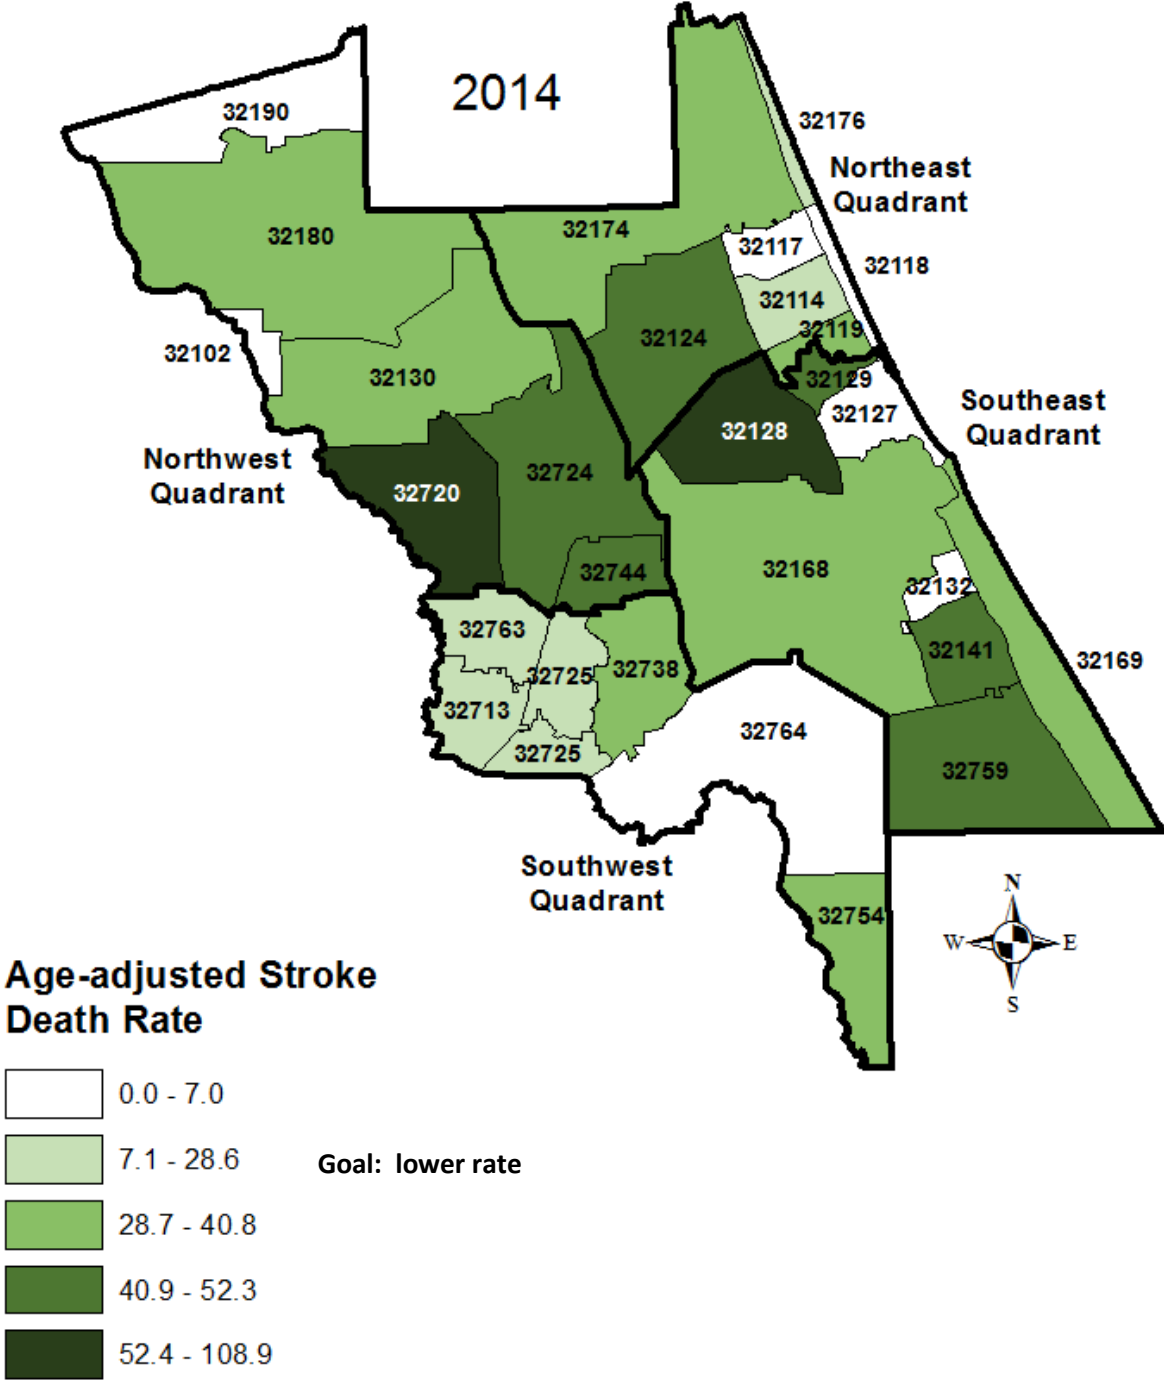 2014
32190
32176
Northeast
Quadrant
32180
32174
32117
32118
32114
32119
32124
32102
32130
32129
32127
Southeast
Quadrant
32128
Northwest
Quadrant
32724
32720
32744
32168
32132
32763
32141
32169
32725
32738
32713
32764
32725
32759
Southwest
Quadrant
N
32754
W
E
S
Age-adjusted Stroke
Death Rate
0.0 - 7.0
7.1 - 28.6
Goal: lower rate
28.7 - 40.8
40.9 - 52.3
52.4 - 108.9